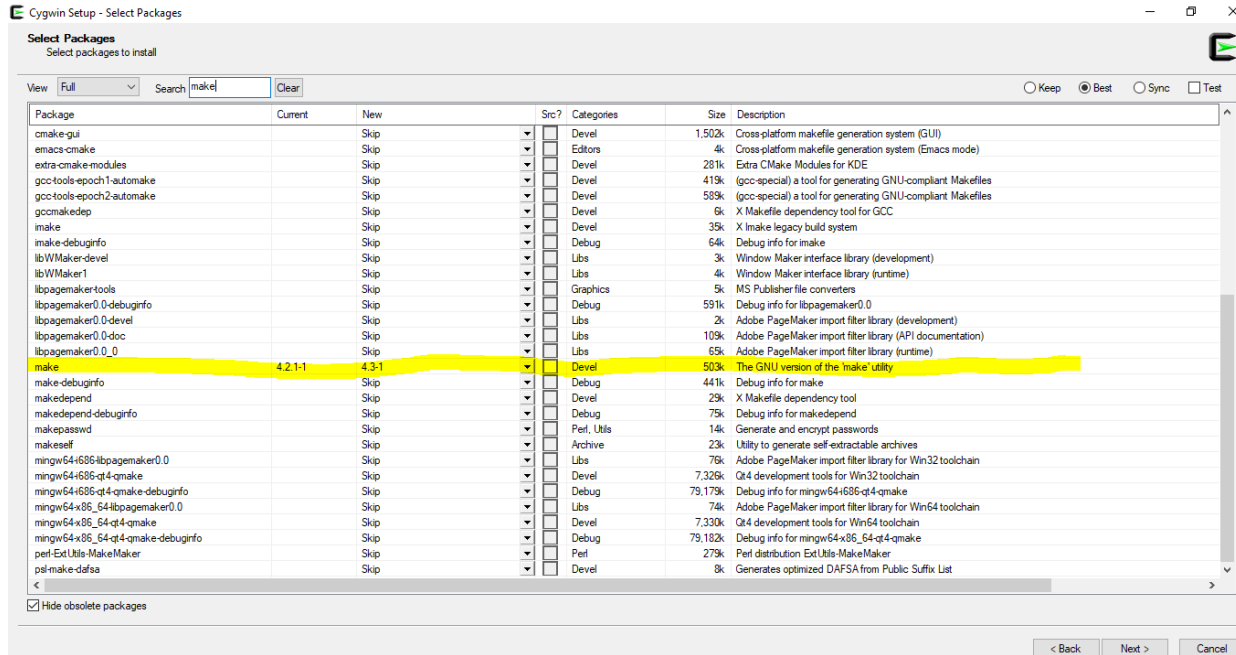 Cygwin Setup - Select Packages
Select Packages
Select packages to install
View Full Search make Clear Keep Best Sync Test
Package Current New Src? Categories Size Description
cmake-gui Skip Devel 1,502k Cross-platform makefile generation system (GUI)
emacs-cmake Skip Editors 4k Cross-platform makefile generation system (Emacs mode)
extra-cmake-modules Skip Devel 281k Extra CMake Modules for KDE
gcc-tools-epoch1-automake Skip Devel 419k (gcc-special) a tool for generating GNU-compliant Makefiles
gcc-tools-epoch2-automake Skip Devel 589k (gcc-special) a tool for generating GNU-compliant Makefiles
gccmakedep Skip Devel 6k X Makefile dependency tool for GCC
imake Skip Devel 35k X Imake legacy build system
imake-debuginfo Skip Debug 64k Debug info for imake
libWMaker-devel Skip Libs 3k Window Maker interface library (development)
libWMaker1 Skip Libs 4k Window Maker interface library (runtime)
libpagemaker-tools Skip Graphics 5k MS Publisher file converters
libpagemaker0.0-debuginfo Skip Debug 591k Debug info for libpagemaker0.0
libpagemaker0.0-devel Skip Libs 2k Adobe PageMaker import filter library (development)
libpagemaker0.0-doc Skip Libs 109k Adobe PageMaker import filter library (API documentation)
libpagemaker0.0_0 Skip Libs 65k Adobe PageMaker import filter library (runtime)
make 4.2.1-1 4.3-1 Devel 503k The GNU version of the 'make' utility
make-debuginfo Skip Debug 441k Debug info for make
makedepend Skip Devel 29k X Makefile dependency tool
makedepend-debuginfo Skip Debug 75k Debug info for makedepend
makepasswd Skip Perl, Utils 14k Generate and encrypt passwords
makeself Skip Archive 23k Utility to generate self-extractable archives
mingw64-i686-libpagemaker0.0 Skip Libs 76k Adobe PageMaker import filter library for Win32 toolchain
mingw64-i686-qt4-qmake Skip Devel 7,326k Qt4 development tools for Win32 toolchain
mingw64-i686-qt4-qmake-debuginfo Skip Debug 79,179k Debug info for mingw64-i686-qt4-qmake
mingw64-x86_64-libpagemaker0.0 Skip Libs 74k Adobe PageMaker import filter library for Win64 toolchain
mingw64-x86_64-qt4-qmake Skip Devel 7,330k Qt4 development tools for Win64 toolchain
mingw64-x86_64-qt4-qmake-debuginfo Skip Debug 79,182k Debug info for mingw64-x86_64-qt4-qmake
perl-ExtUtils-MakeMaker Skip Perl 279k Perl distribution ExtUtils-MakeMaker
psl-make-dafsa Skip Devel 8k Generates optimized DAFSA from Public Suffix List
Hide obsolete packages
< Back Next > Cancel